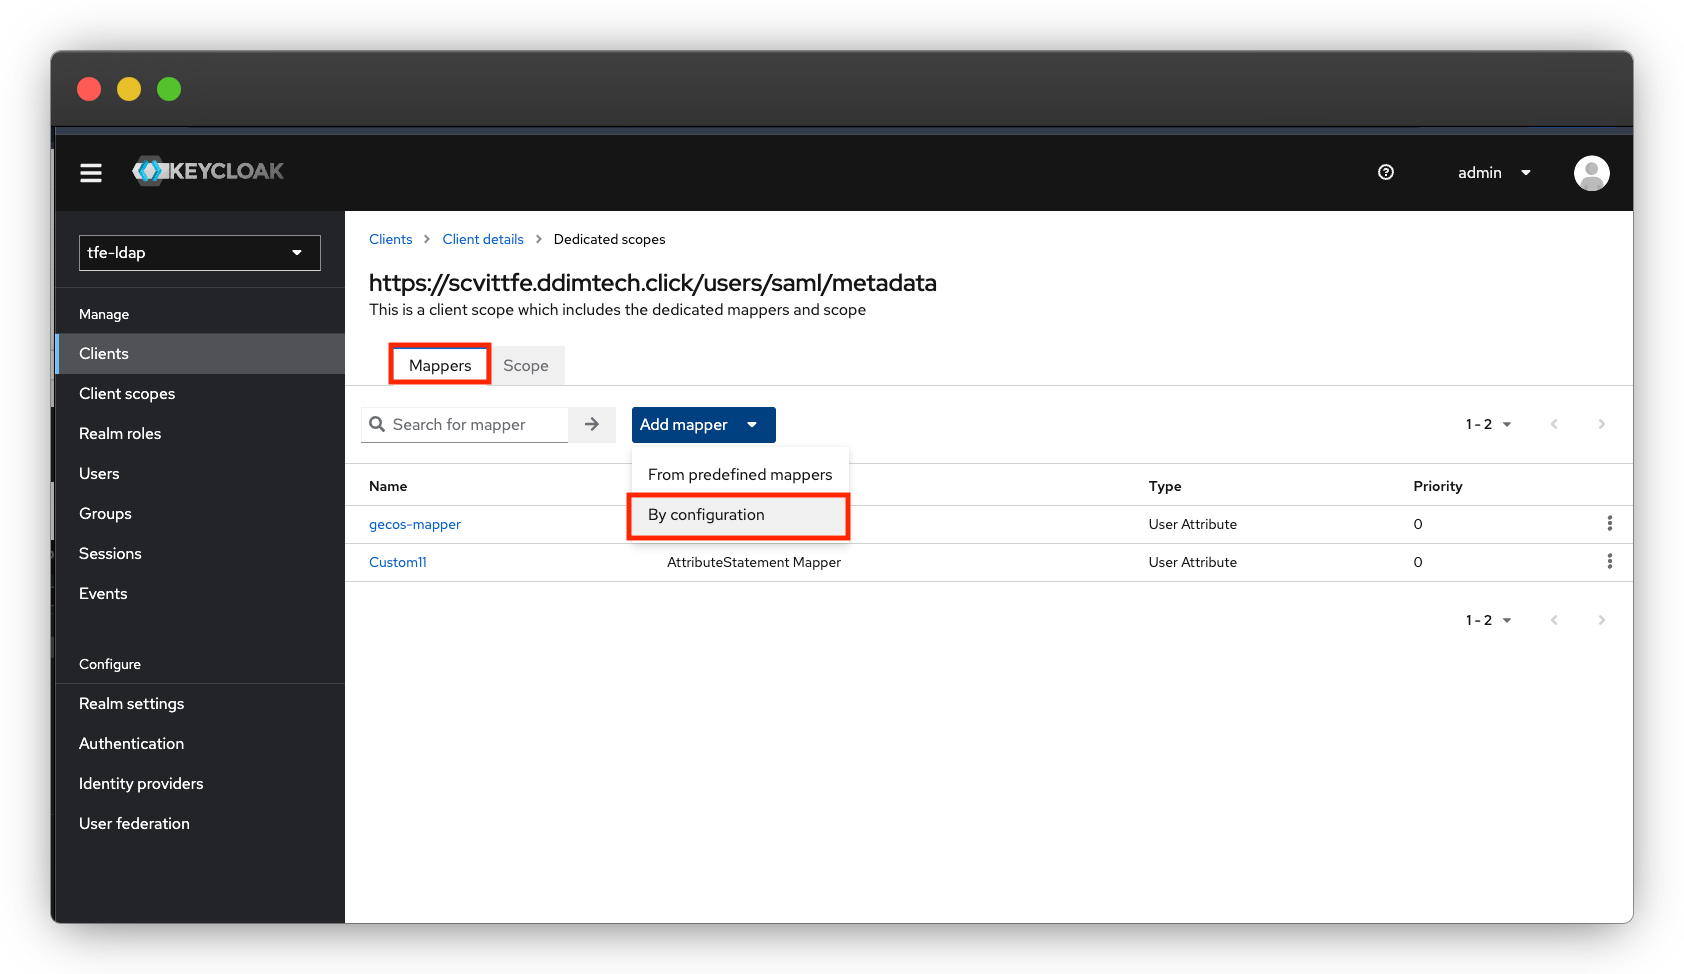 KEYCLOAK
admin
tfe-ldap
Manage
Clients
Client scopes
Realm roles
Users
Groups
Sessions
Events
Configure
Realm settings
Authentication
Identity providers
User federation
Clients > Client details > Dedicated scopes
https://scvittfe.ddimtech.click/users/saml/metadata
This is a client scope which includes the dedicated mappers and scope
Mappers Scope
Search for mapper Add mapper 1 - 2
From predefined mappers
By configuration
Name Type Priority
gecos-mapper User Attribute 0
Custom11 AttributeStatement Mapper User Attribute 0
1 - 2